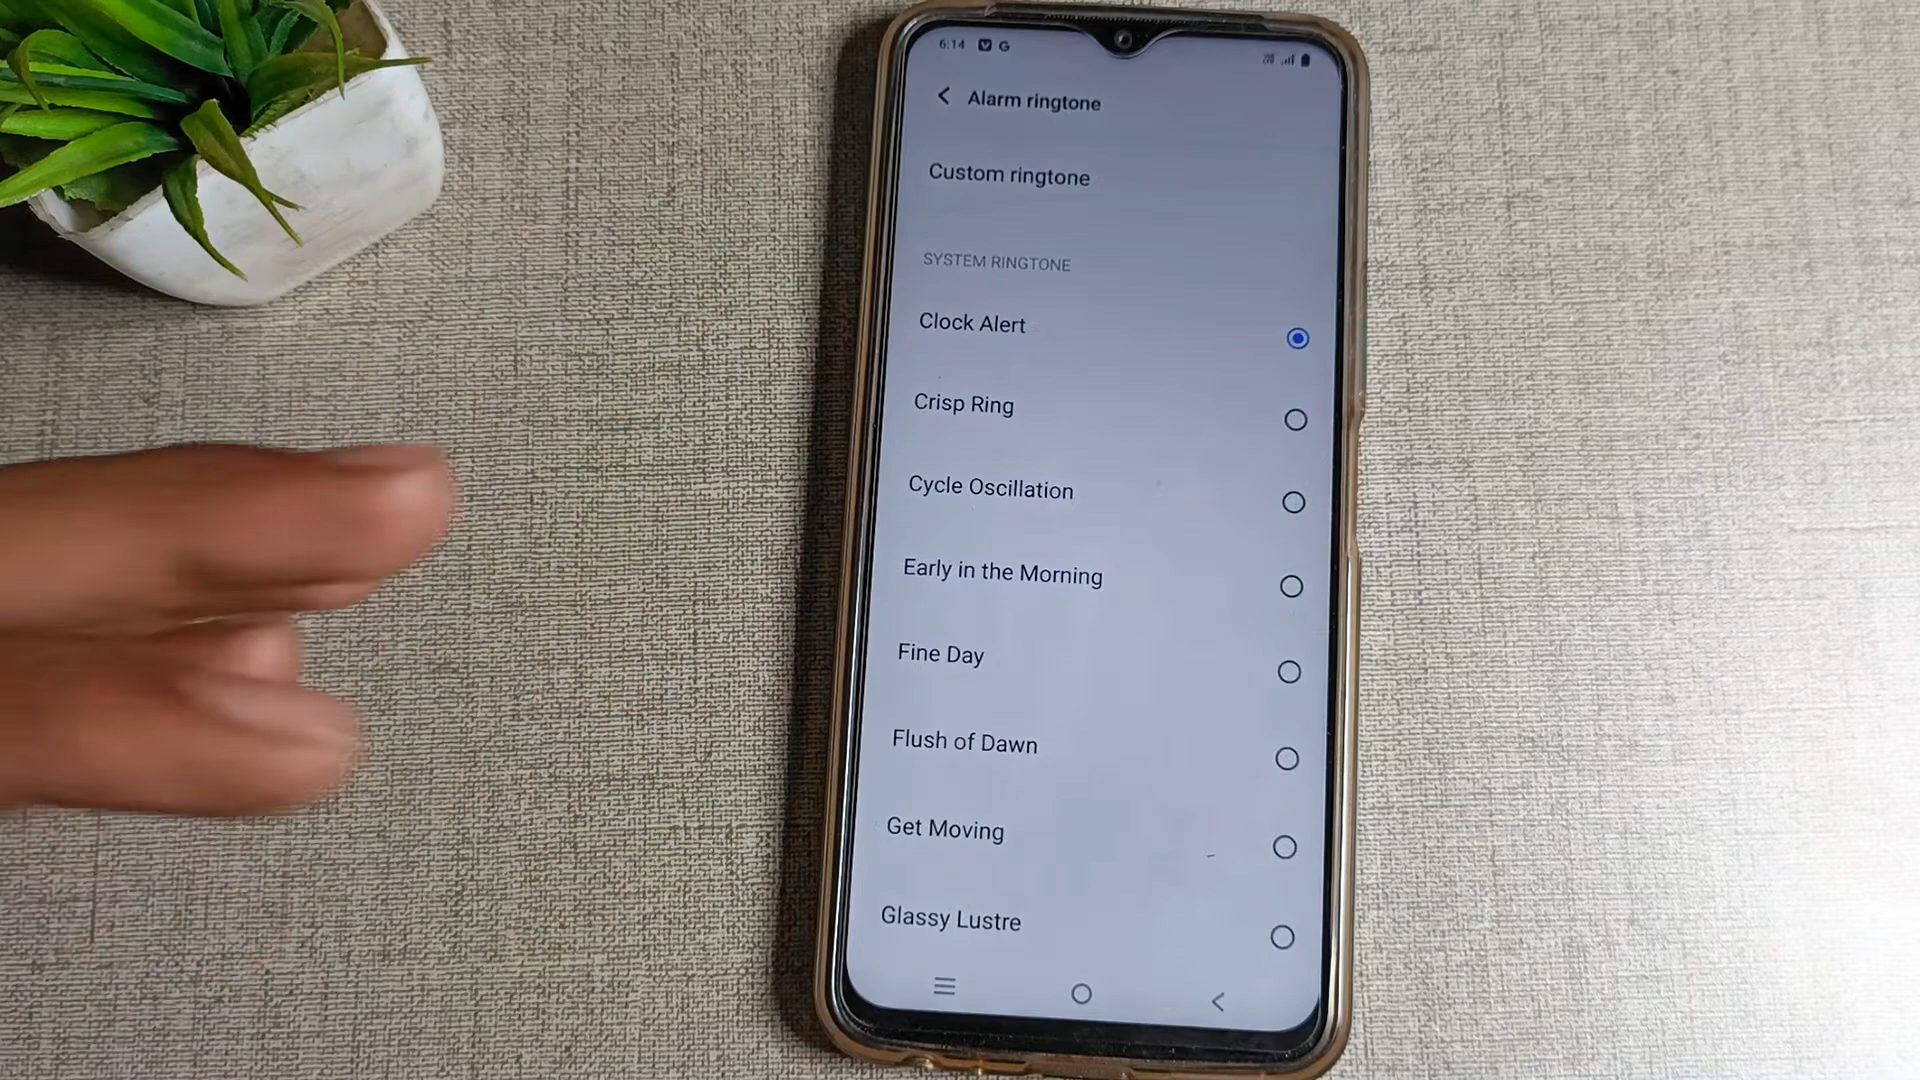 6:14 G
Alarm ringtone
Custom ringtone
SYSTEM RINGTONE
Clock Alert
Crisp Ring
Cycle Oscillation
Early in the Morning
Fine Day
Flush of Dawn
Get Moving
Glassy Lustre